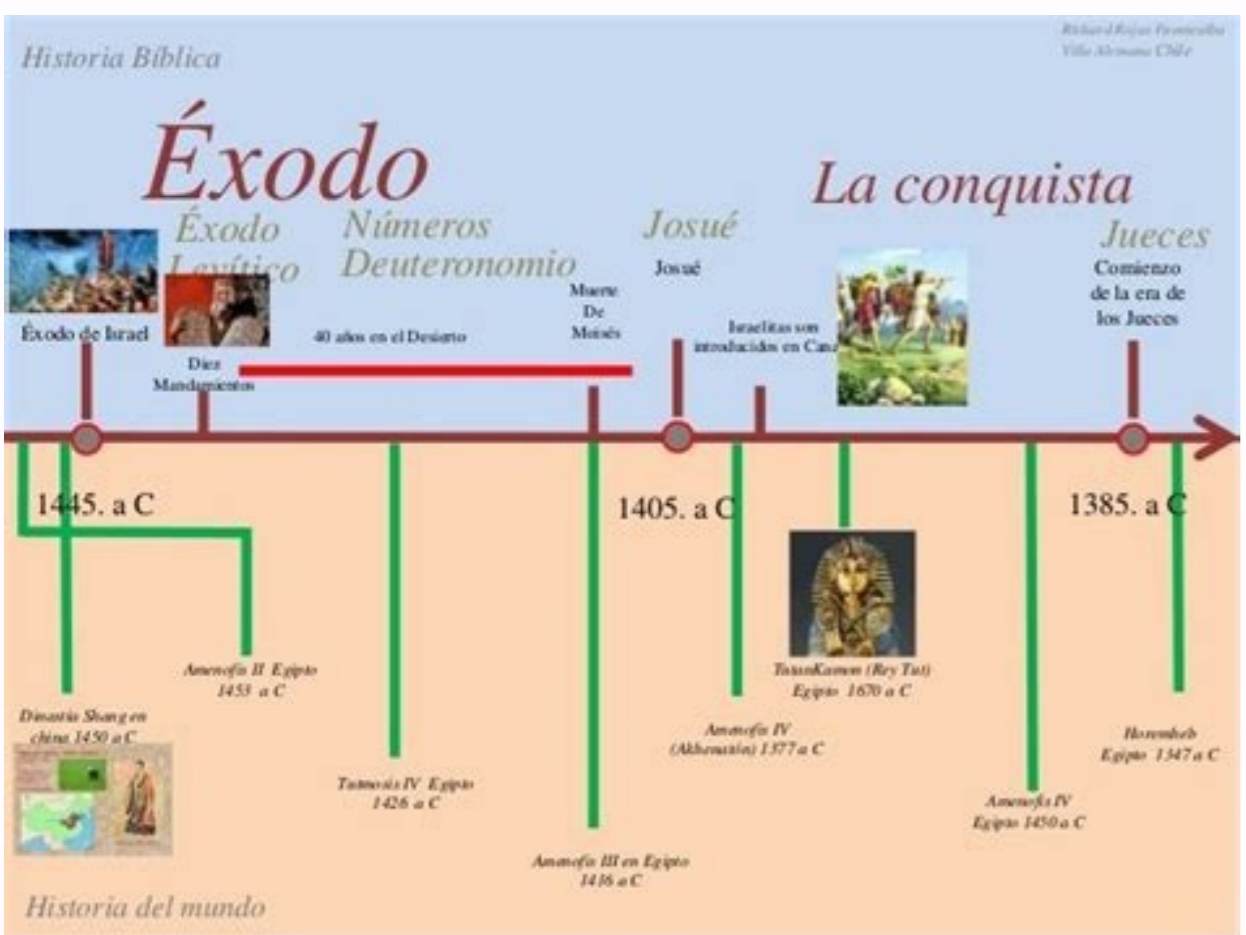 Historia Bíblica
Villa Alemana Chile
Éxodo
La conquista
Éxodo
Levítico
Números
Deuteronomio
Josué
Jueces
Éxodo de Israel
Diez
Mandamientos
40 años en el Desierto
Muerte
De
Moisés
Josué
Israelitas son
introducidos en
Comienzo
de la era de
los Jueces
1445. a C
1405. a C
1385. a C
Dinastía Shang en
china 1450 a C
Amenofis II Egipto
1453 a C
Tutmosis IV Egipto
1426 a C
Amenofis III en Egipto
1416 a C
Amenofis IV
(Akhenatón) 1377 a C
TutanKamon (Rey Tut)
Egipto 1670 a C
Amenofis IV
Egipto 1450 a C
Horemheb
Egipto 1347 a C
Historia del mundo